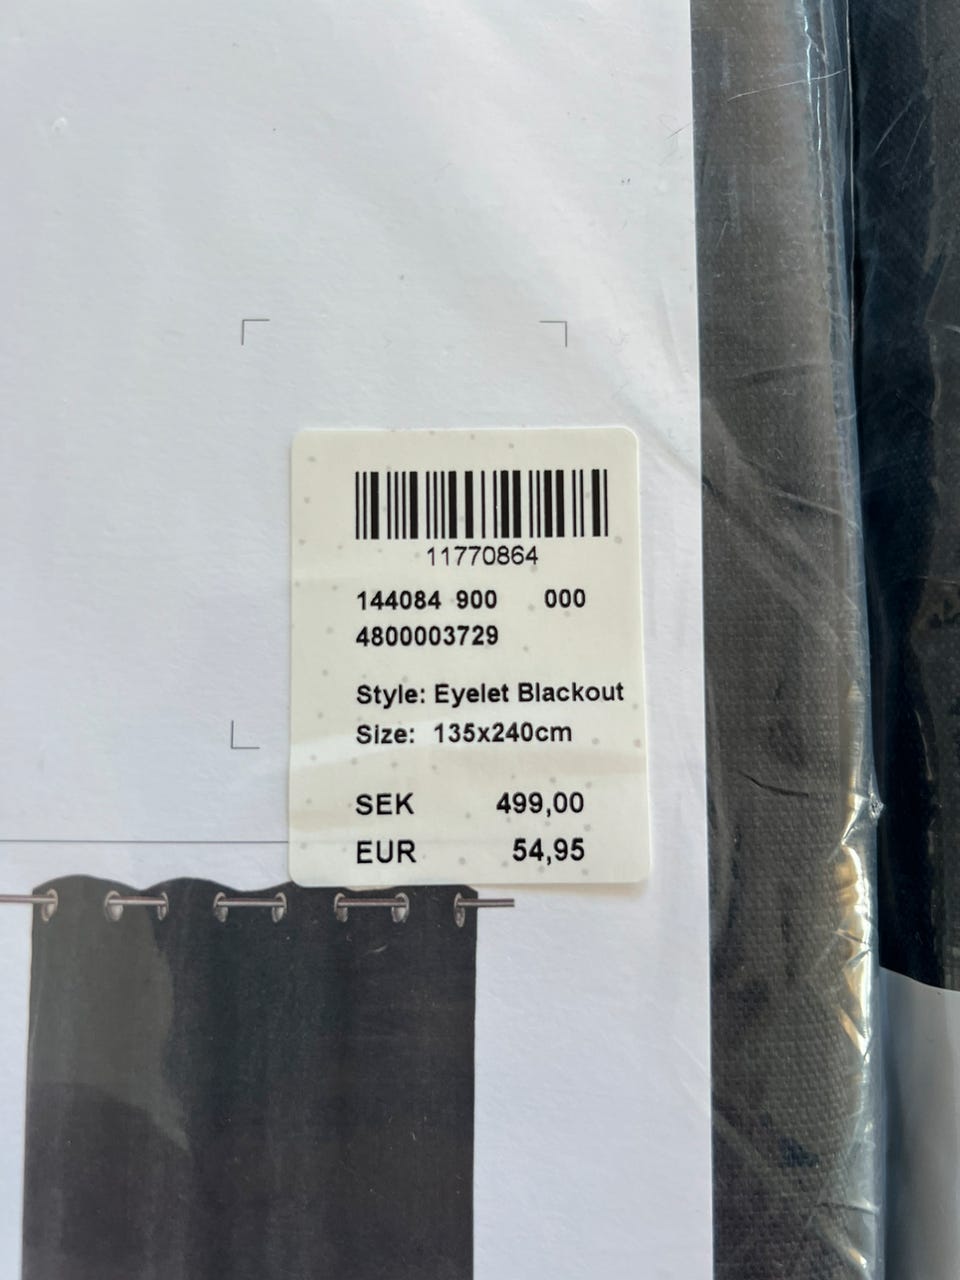 11770864
144084 900 000
4800003729
Style: Eyelet Blackout
Size: 135x240cm
SEK 499,00
EUR 54,95